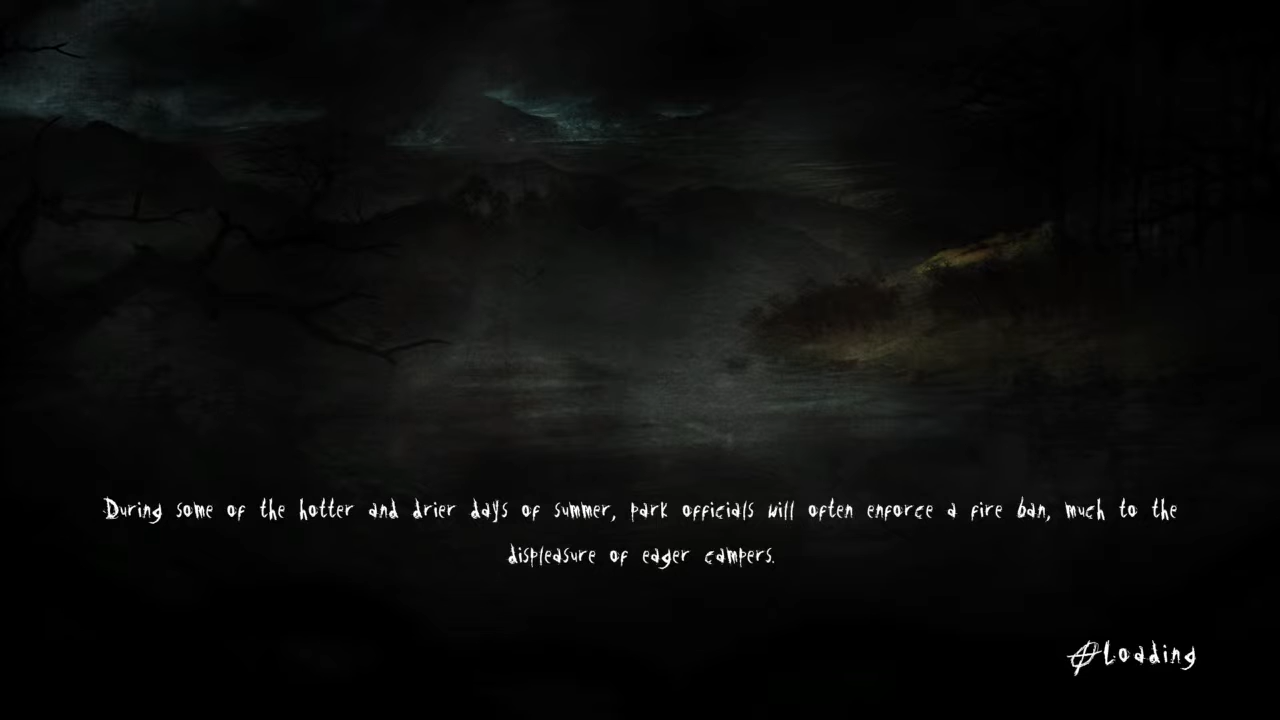 During some of the hotter and drier days of summer, park officials will often enforce a fire ban, much to the
displeasure of eager campers.
Loading